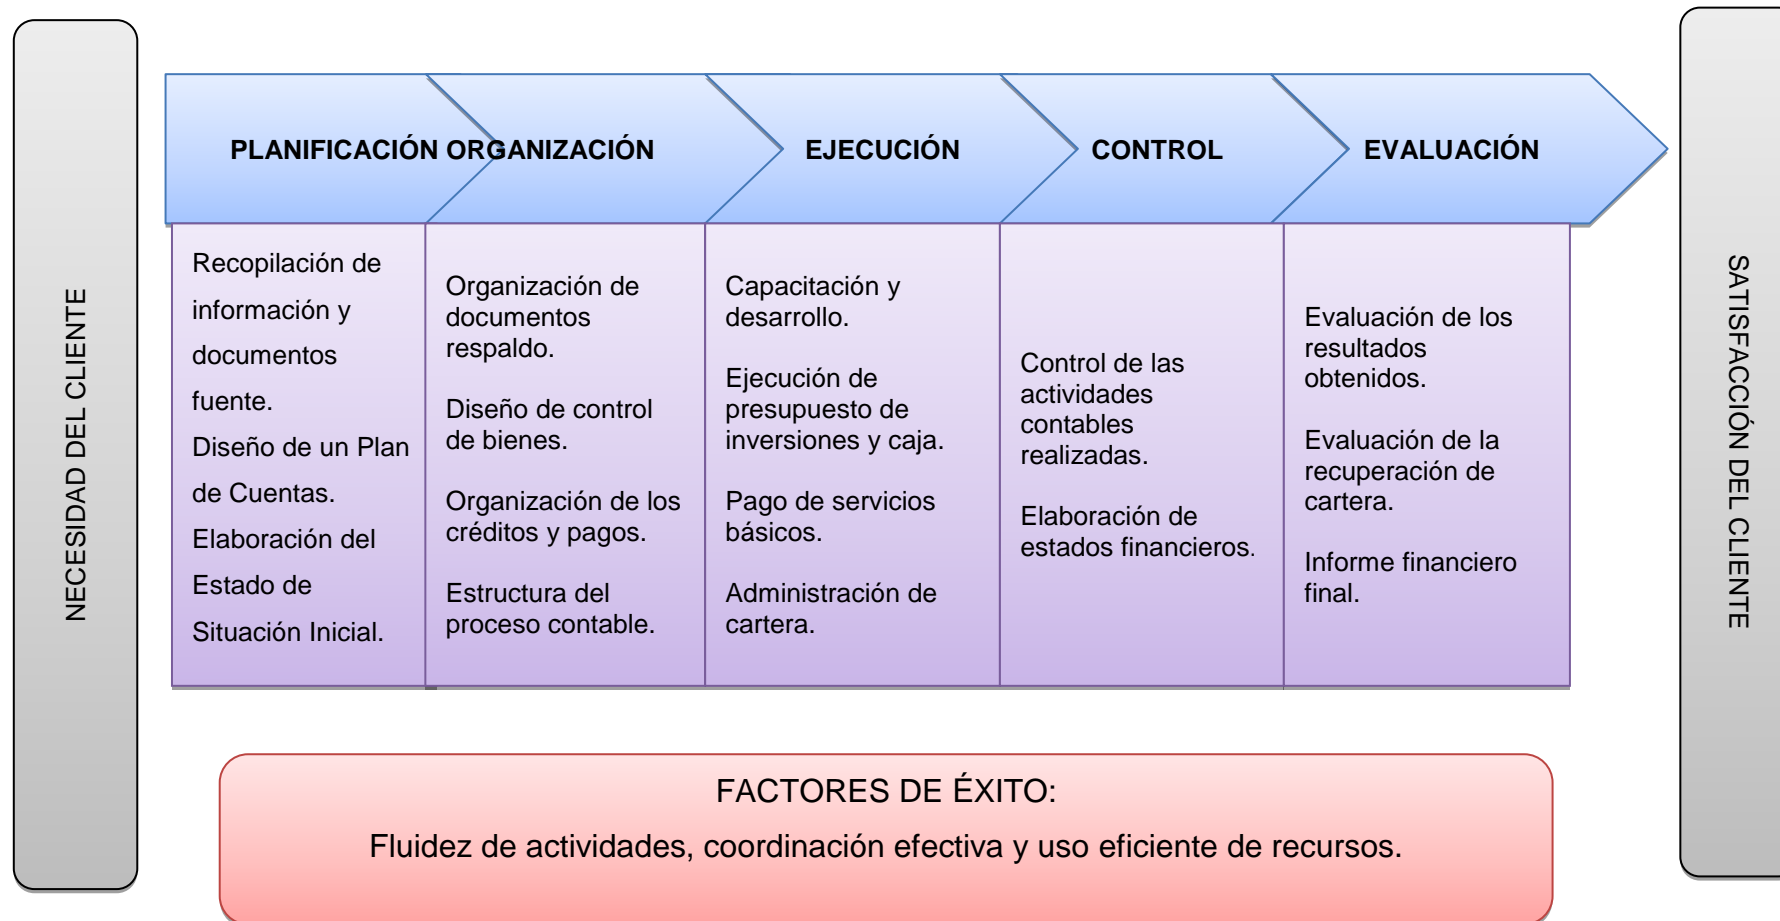 NECESIDAD DEL CLIENTE
PLANIFICACIÓN ORGANIZACIÓN
EJECUCIÓN
CONTROL
EVALUACIÓN
Recopilación de
información y
documentos
fuente.
Diseño de un Plan
de Cuentas.
Elaboración del
Estado de
Situación Inicial.
Organización de
documentos
respaldo.
Diseño de control
de bienes.
Organización de los
créditos y pagos.
Estructura del
proceso contable.
Capacitación y
desarrollo.
Ejecución de
presupuesto de
inversiones y caja.
Pago de servicios
básicos.
Administración de
cartera.
Control de las
actividades
contables
realizadas.
Elaboración de
estados financieros.
Evaluación de los
resultados
obtenidos.
Evaluación de la
recuperación de
cartera.
Informe financiero
final.
SATISFACCIÓN DEL CLIENTE
FACTORES DE ÉXITO:
Fluidez de actividades, coordinación efectiva y uso eficiente de recursos.